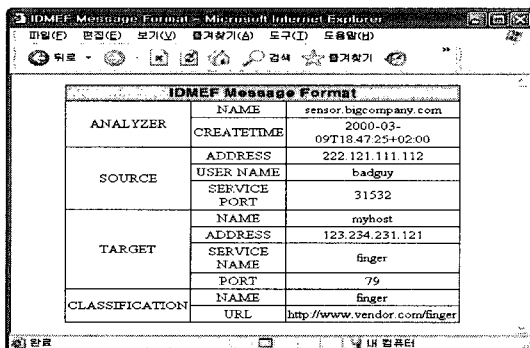 IDMEF Message Format - Microsoft Internet Explorer
파일(F) 편집(E) 보기(V) 즐겨찾기(A) 도구(T) 도움말(H)
뒤로 검색 즐겨찾기
IDMEF Message Format
ANALYZER
NAME sensor.bigcompany.com
CREATETIME 2000-03-
09T18:47:25+02:00
SOURCE
ADDRESS 222.121.111.112
USER NAME badguy
SERVICE
PORT 31532
TARGET
NAME myhost
ADDRESS 123.234.231.121
SERVICE
NAME finger
PORT 79
CLASSIFICATION
NAME finger
URL http://www.vendor.com/finger
완료 내 컴퓨터